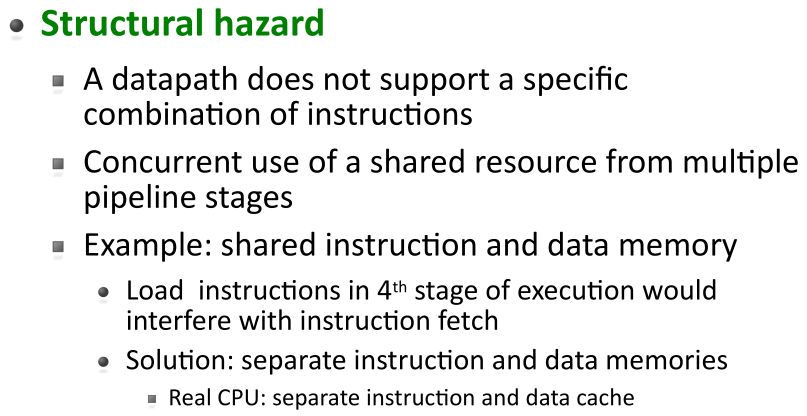 Structural hazard
A datapath does not support a specific
combination of instructions
Concurrent use of a shared resource from multiple
pipeline stages
Example: shared instruction and data memory
Load  instructions in 4th stage of execution would
interfere with instruction fetch
Solution: separate instruction and data memories
Real CPU: separate instruction and data cache